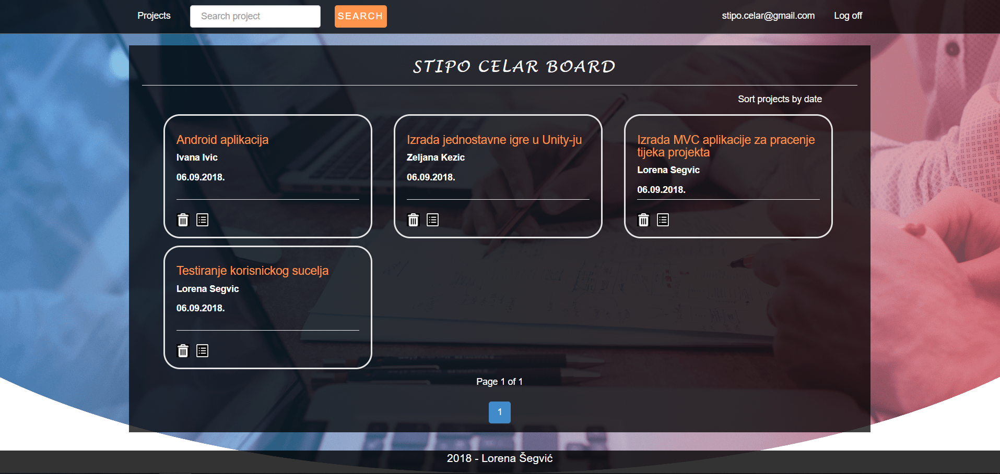 Projects
Search project
SEARCH
stipo.celar@gmail.com
Log off
STIPO CELAR BOARD
Sort projects by date
Android aplikacija
Ivana Ivic
06.09.2018.
Izrada jednostavne igre u Unity-ju
Zeljana Kezic
06.09.2018.
Izrada MVC aplikacije za pracenje
tijeka projekta
Lorena Segvic
06.09.2018.
Testiranje korisnickog sucelja
Lorena Segvic
06.09.2018.
Page 1 of 1
1
2018 - Lorena Šegvić